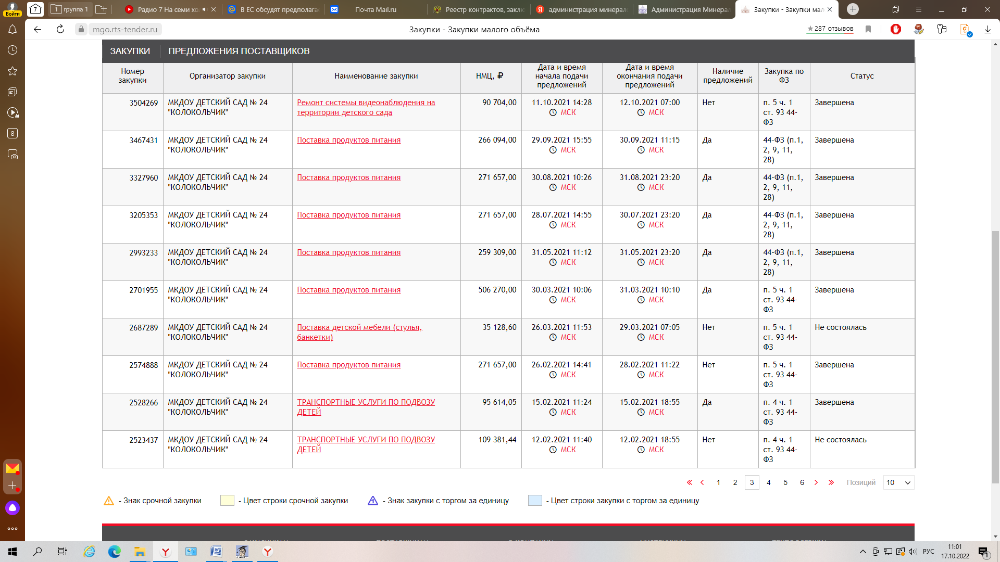 Войти
1 группа 1
Радио 7 На семи хол
В ЕС обсудят предполага
Почта Mail.ru
Реестр контрактов, заклю
администрация минерало
Администрация Минерал
Закупки - Закупки мал
mgo.rts-tender.ru
Закупки - Закупки малого объёма
287 отзывов
8
ЗАКУПКИ ПРЕДЛОЖЕНИЯ ПОСТАВЩИКОВ
Номер закупки
Организатор закупки
Наименование закупки
НМЦ, ₽
Дата и время начала подачи предложений
Дата и время окончания подачи предложений
Наличие предложений
Закупка по ФЗ
Статус
3504269 МКДОУ ДЕТСКИЙ САД № 24 "КОЛОКОЛЬЧИК" Ремонт системы видеонаблюдения на территории детского сада 90 704,00 11.10.2021 14:28 МСК 12.10.2021 07:00 МСК Нет п. 5 ч. 1 ст. 93 44-ФЗ Завершена
3467431 МКДОУ ДЕТСКИЙ САД № 24 "КОЛОКОЛЬЧИК" Поставка продуктов питания 266 094,00 29.09.2021 15:55 МСК 30.09.2021 11:15 МСК Да 44-ФЗ (п.1, 2, 9, 11, 28) Завершена
3327960 МКДОУ ДЕТСКИЙ САД № 24 "КОЛОКОЛЬЧИК" Поставка продуктов питания 271 657,00 30.08.2021 10:26 МСК 31.08.2021 23:20 МСК Да 44-ФЗ (п.1, 2, 9, 11, 28) Завершена
3205353 МКДОУ ДЕТСКИЙ САД № 24 "КОЛОКОЛЬЧИК" Поставка продуктов питания 271 657,00 28.07.2021 14:55 МСК 30.07.2021 23:20 МСК Да 44-ФЗ (п.1, 2, 9, 11, 28) Завершена
2993233 МКДОУ ДЕТСКИЙ САД № 24 "КОЛОКОЛЬЧИК" Поставка продуктов питания 259 309,00 31.05.2021 11:12 МСК 31.05.2021 23:20 МСК Да 44-ФЗ (п.1, 2, 9, 11, 28) Завершена
2701955 МКДОУ ДЕТСКИЙ САД № 24 "КОЛОКОЛЬЧИК" Поставка продуктов питания 506 270,00 30.03.2021 10:06 МСК 31.03.2021 10:10 МСК Да п. 5 ч. 1 ст. 93 44-ФЗ Завершена
2687289 МКДОУ ДЕТСКИЙ САД № 24 "КОЛОКОЛЬЧИК" Поставка детской мебели (стулья, банкетки) 35 128,60 26.03.2021 11:53 МСК 29.03.2021 07:05 МСК Нет п. 5 ч. 1 ст. 93 44-ФЗ Не состоялась
2574888 МКДОУ ДЕТСКИЙ САД № 24 "КОЛОКОЛЬЧИК" Поставка продуктов питания 271 657,00 26.02.2021 14:41 МСК 28.02.2021 11:22 МСК Нет п. 5 ч. 1 ст. 93 44-ФЗ Завершена
2528266 МКДОУ ДЕТСКИЙ САД № 24 "КОЛОКОЛЬЧИК" ТРАНСПОРТНЫЕ УСЛУГИ ПО ПОДВОЗУ ДЕТЕЙ 95 614,05 15.02.2021 11:24 МСК 15.02.2021 18:55 МСК Да п. 4 ч. 1 ст. 93 44-ФЗ Завершена
2523437 МКДОУ ДЕТСКИЙ САД № 24 "КОЛОКОЛЬЧИК" ТРАНСПОРТНЫЕ УСЛУГИ ПО ПОДВОЗУ ДЕТЕЙ 109 381,44 12.02.2021 11:40 МСК 12.02.2021 18:55 МСК Нет п. 4 ч. 1 ст. 93 44-ФЗ Не состоялась
« ‹ 1 2 3 4 5 6 › » Позиций 10
- Знак срочной закупки - Цвет строки срочной закупки - Знак закупки с торгом за единицу - Цвет строки закупки с торгом за единицу
РУС
11:01
17.10.2022
1